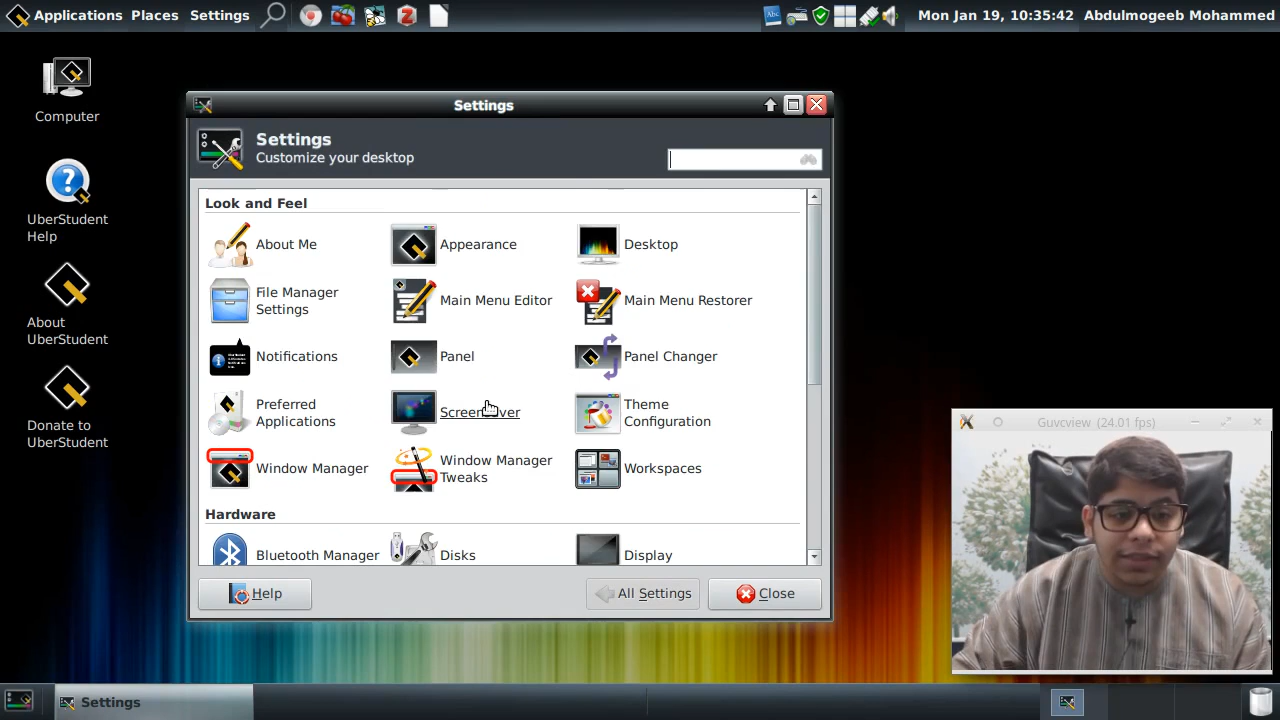 Applications Places Settings
Mon Jan 19, 10:35:42 Abdulmogeeb Mohammed
Computer
UberStudent
Help
About
UberStudent
Donate to
UberStudent
Settings
Settings
Customize your desktop
Look and Feel
About Me
Appearance
Desktop
File Manager
Settings
Main Menu Editor
Main Menu Restorer
Notifications
Panel
Panel Changer
Preferred
Applications
Screensaver
Theme
Configuration
Window Manager
Window Manager
Tweaks
Workspaces
Hardware
Bluetooth Manager
Disks
Display
Help
All Settings
Close
Guvcview (24.01 fps)
Settings